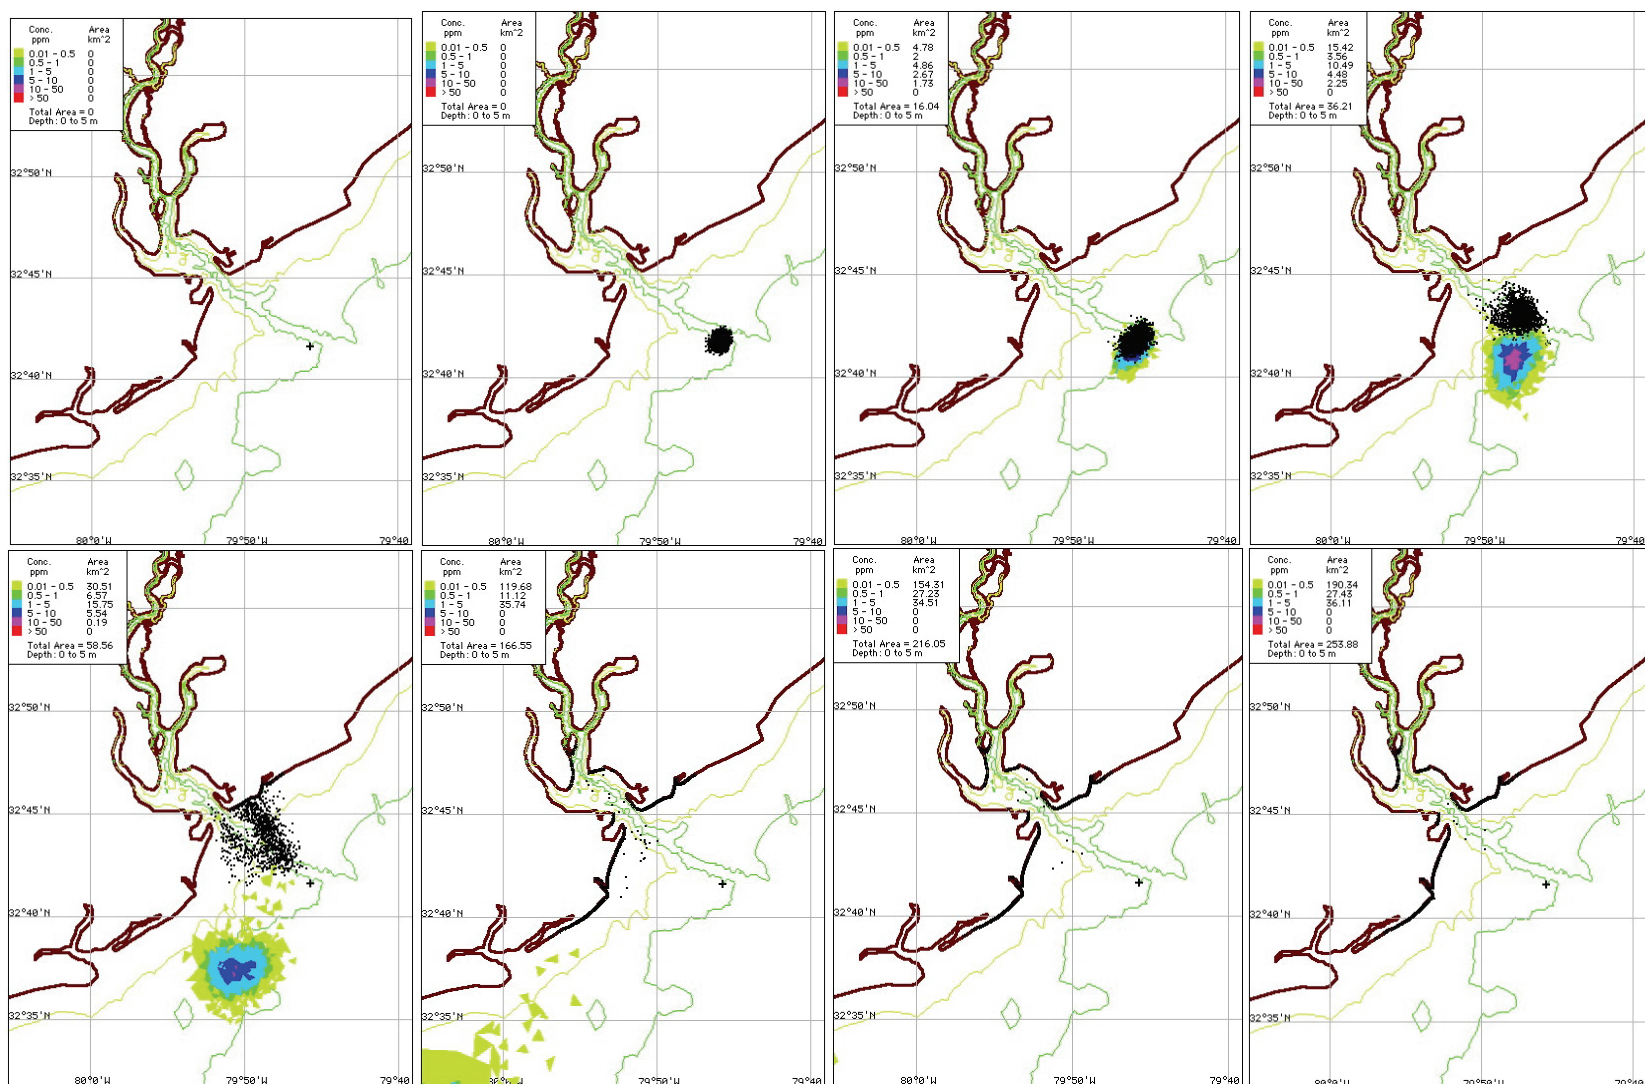 Conc. Area
ppm km^2
0.01 - 0.5 0
0.5 - 1 0
1 - 5 0
5 - 10 0
10 - 50 0
> 50 0
Total Area = 0
Depth: 0 to 5 m
32°50'N
32°45'N
32°40'N
32°35'N
80°0'W 79°50'W 79°40
Conc. Area
ppm km^2
0.01 - 0.5 0
0.5 - 1 0
1 - 5 0
5 - 10 0
10 - 50 0
> 50 0
Total Area = 0
Depth: 0 to 5 m
32°50'N
32°45'N
32°40'N
32°35'N
80°0'W 79°50'W 79°40
Conc. Area
ppm km^2
0.01 - 0.5 4.78
0.5 - 1 2
1 - 5 4.86
5 - 10 2.67
10 - 50 1.73
> 50 0
Total Area = 16.04
Depth: 0 to 5 m
32°50'N
32°45'N
32°40'N
32°35'N
80°0'W 79°50'W 79°40
Conc. Area
ppm km^2
0.01 - 0.5 15.42
0.5 - 1 3.56
1 - 5 10.49
5 - 10 4.48
10 - 50 2.25
> 50 0
Total Area = 36.21
Depth: 0 to 5 m
32°50'N
32°45'N
32°40'N
32°35'N
80°0'W 79°50'W 79°40
Conc. Area
ppm km^2
0.01 - 0.5 30.51
0.5 - 1 6.57
1 - 5 15.75
5 - 10 5.54
10 - 50 0.19
> 50 0
Total Area = 58.56
Depth: 0 to 5 m
32°50'N
32°45'N
32°40'N
32°35'N
80°0'W 79°50'W 79°40
Conc. Area
ppm km^2
0.01 - 0.5 119.68
0.5 - 1 11.12
1 - 5 35.74
5 - 10 0
10 - 50 0
> 50 0
Total Area = 166.55
Depth: 0 to 5 m
32°50'N
32°45'N
32°40'N
32°35'N
79°50'W 79°40
Conc. Area
ppm km^2
0.01 - 0.5 154.31
0.5 - 1 27.23
1 - 5 34.51
5 - 10 0
10 - 50 0
> 50 0
Total Area = 216.05
Depth: 0 to 5 m
32°50'N
32°45'N
32°40'N
32°35'N
80°0'W 79°50'W 79°40
Conc. Area
ppm km^2
0.01 - 0.5 190.34
0.5 - 1 27.43
1 - 5 36.11
5 - 10 0
10 - 50 0
> 50 0
Total Area = 253.88
Depth: 0 to 5 m
32°50'N
32°45'N
32°40'N
32°35'N
80°0'W 79°50'W 79°40